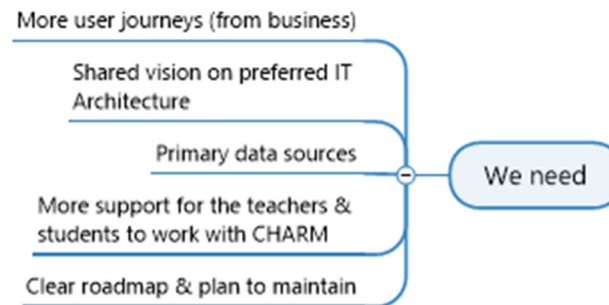 More user journeys (from business)
Shared vision on preferred IT
Architecture
Primary data sources
More support for the teachers &
students to work with CHARM
Clear roadmap & plan to maintain
We need